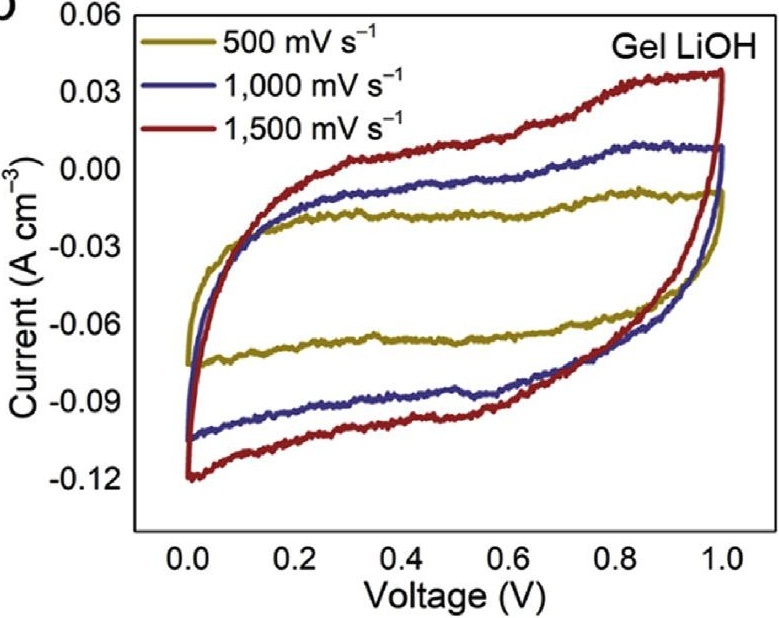 0.06
0.03
0.00
-0.03
-0.06
-0.09
-0.12
Current (A cm⁻³)
500 mV s⁻¹
1,000 mV s⁻¹
1,500 mV s⁻¹
Gel LiOH
0.0 0.2 0.4 0.6 0.8 1.0
Voltage (V)